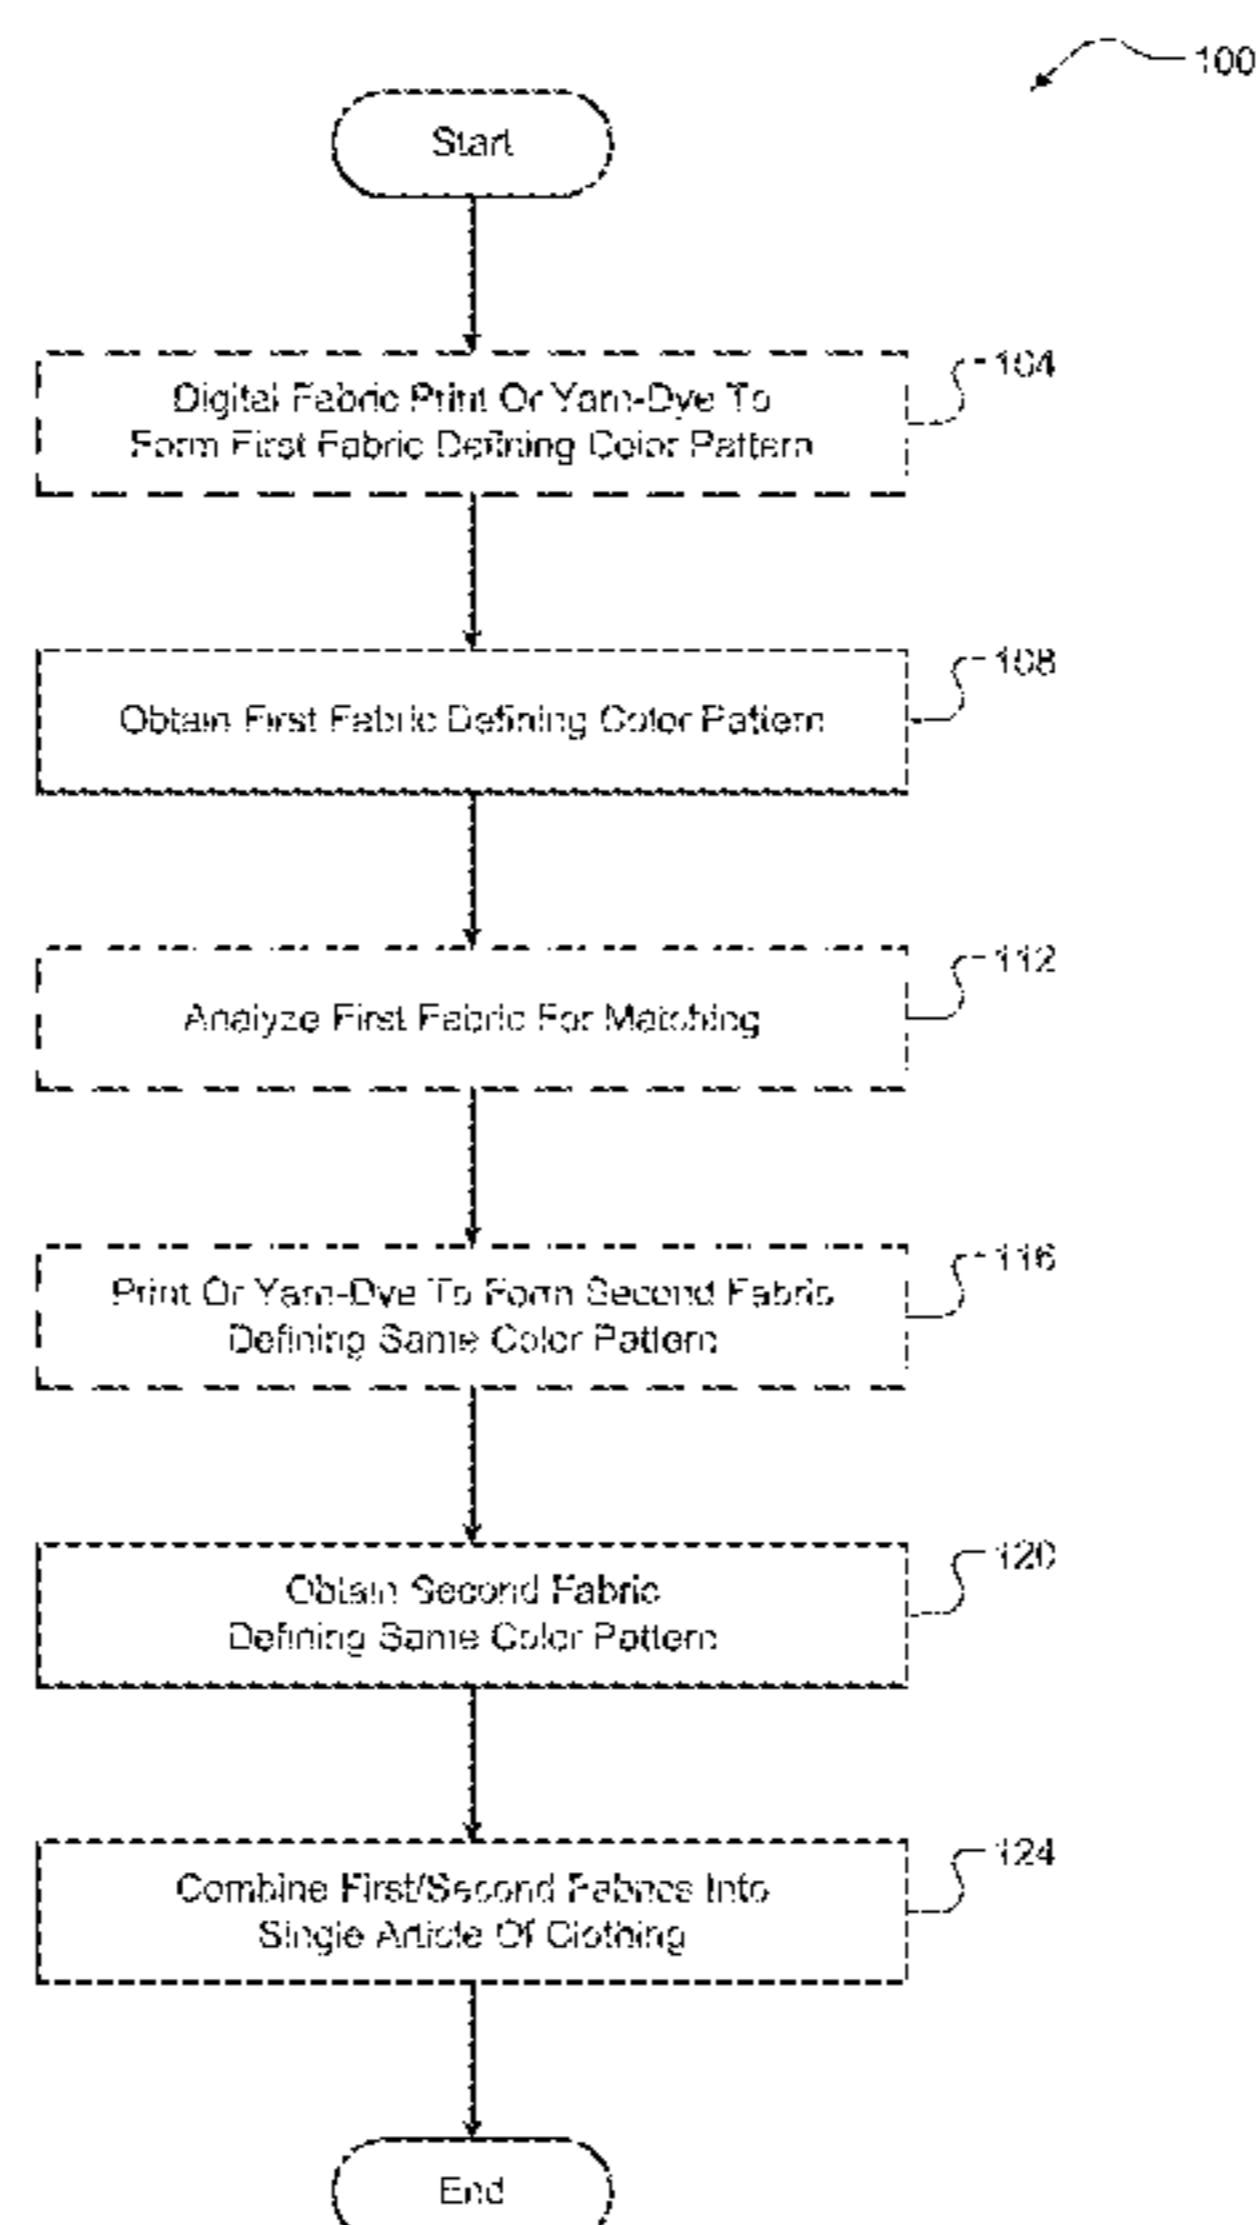 100
Start
Digital Fabric Print Or Yarn-Dye To
Form First Fabric Defining Color Pattern
104
Obtain First Fabric Defining Color Pattern
108
Analyze First Fabric For Matching
112
Print Or Yarn-Dye To Form Second Fabric
Defining Same Color Pattern
116
Obtain Second Fabric
Defining Same Color Pattern
120
Combine First/Second Fabrics Into
Single Article Of Clothing
124
End